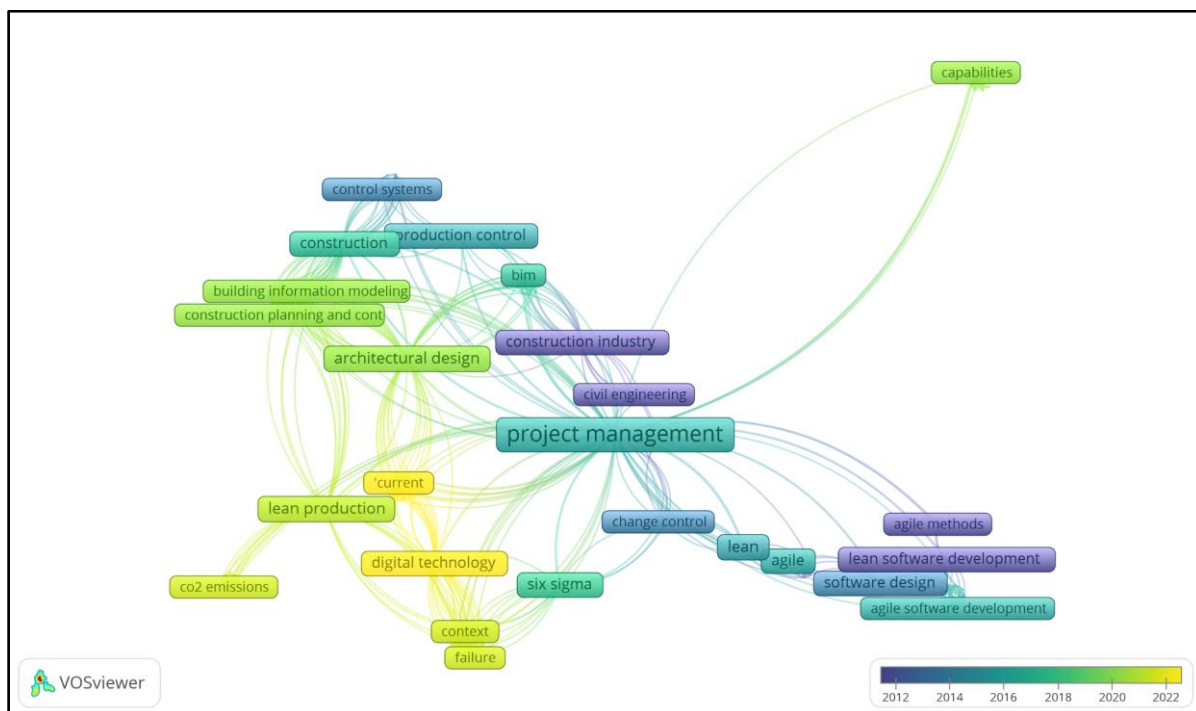 capabilities
control systems
production control
construction
bim
building information modeling
construction planning and cont
construction industry
architectural design
civil engineering
project management
'current
lean production
change control
agile methods
lean
lean software development
agile
digital technology
software design
co2 emissions
six sigma
agile software development
context
failure
VOSviewer
2012 2014 2016 2018 2020 2022